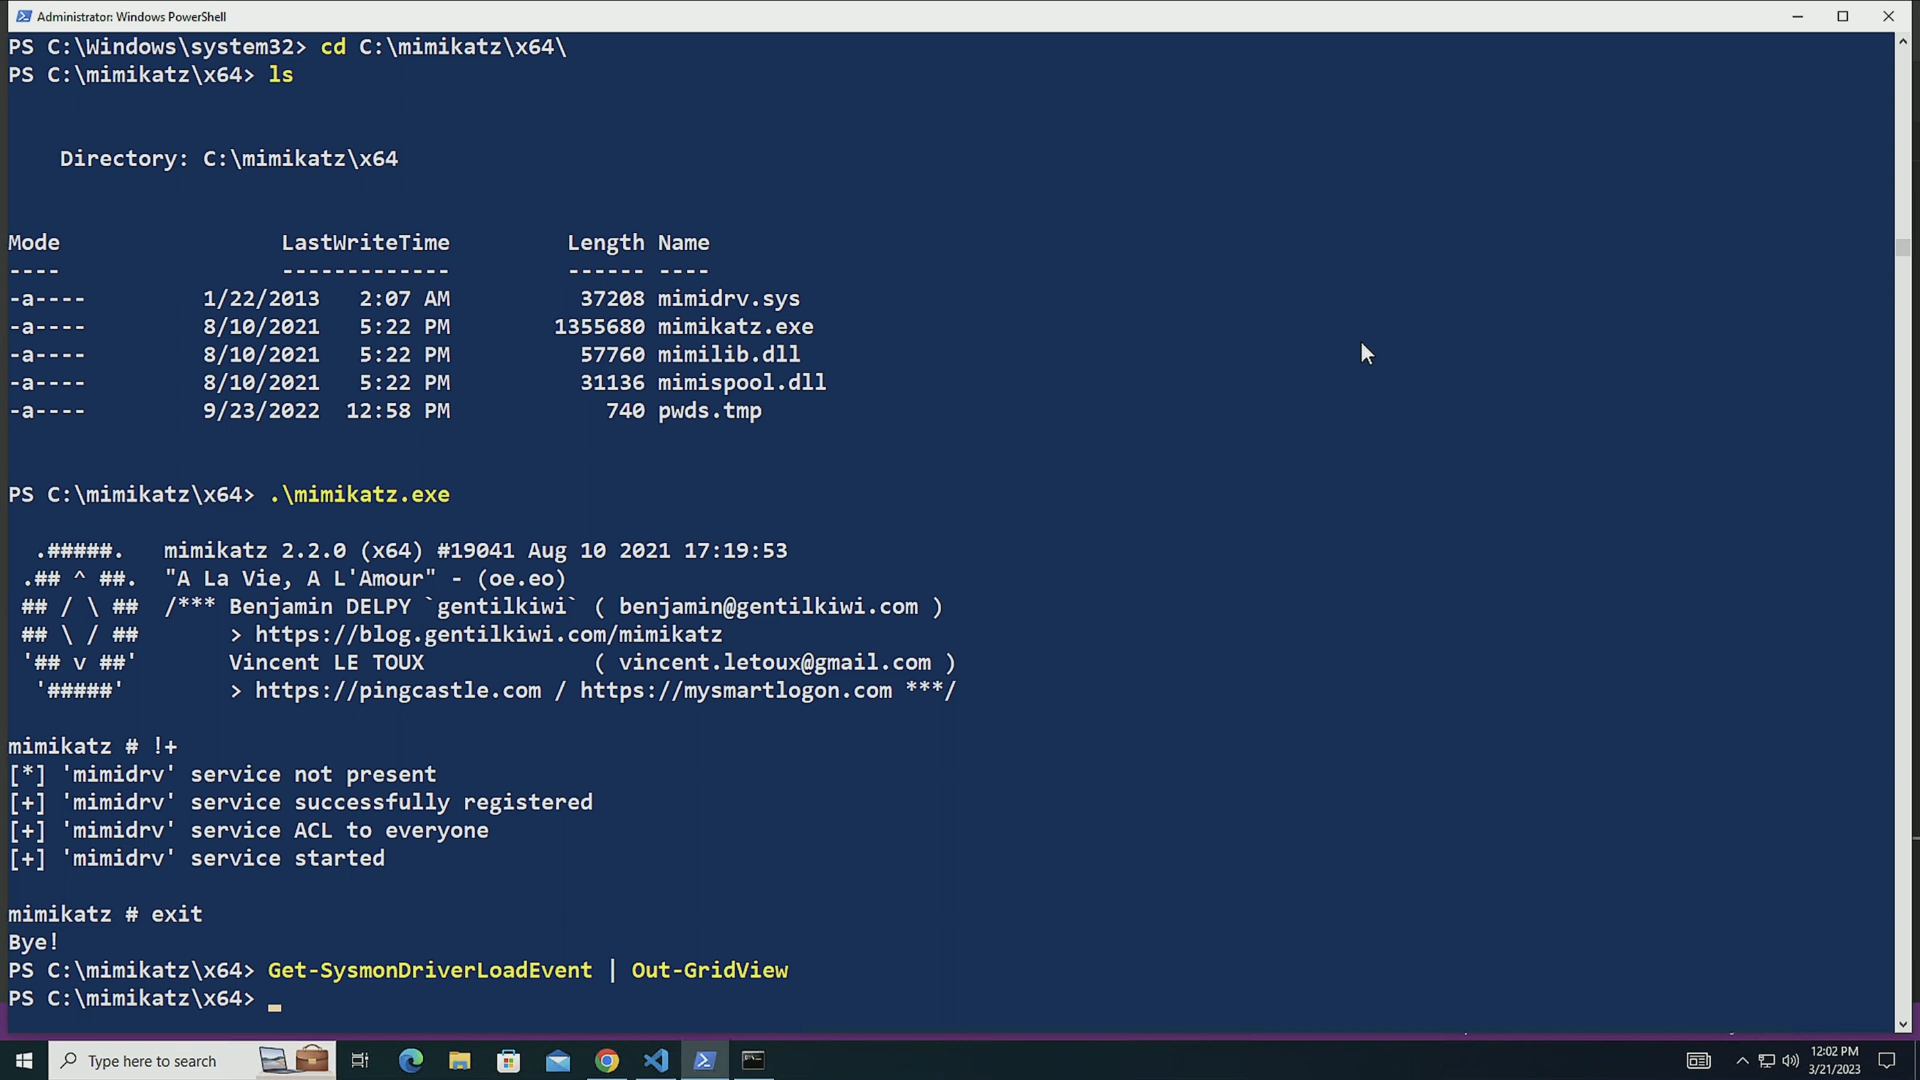 Administrator: Windows PowerShell
PS C:\Windows\system32> cd C:\mimikatz\x64\
PS C:\mimikatz\x64> ls
Directory: C:\mimikatz\x64
Mode LastWriteTime Length Name
---- ------------- ------ ----
-a---- 1/22/2013 2:07 AM 37208 mimidrv.sys
-a---- 8/10/2021 5:22 PM 1355680 mimikatz.exe
-a---- 8/10/2021 5:22 PM 57760 mimilib.dll
-a---- 8/10/2021 5:22 PM 31136 mimispool.dll
-a---- 9/23/2022 12:58 PM 740 pwds.tmp
PS C:\mimikatz\x64> .\mimikatz.exe
.#####. mimikatz 2.2.0 (x64) #19041 Aug 10 2021 17:19:53
.## ^ ##. "A La Vie, A L'Amour" - (oe.eo)
## / \ ## /*** Benjamin DELPY `gentilkiwi` ( benjamin@gentilkiwi.com )
## \ / ## > https://blog.gentilkiwi.com/mimikatz
'## v ##' Vincent LE TOUX ( vincent.letoux@gmail.com )
'#####' > https://pingcastle.com / https://mysmartlogon.com ***/
mimikatz # !+
[*] 'mimidrv' service not present
[+] 'mimidrv' service successfully registered
[+] 'mimidrv' service ACL to everyone
[+] 'mimidrv' service started
mimikatz # exit
Bye!
PS C:\mimikatz\x64> Get-SysmonDriverLoadEvent | Out-GridView
PS C:\mimikatz\x64>
Type here to search
12:02 PM
3/21/2023